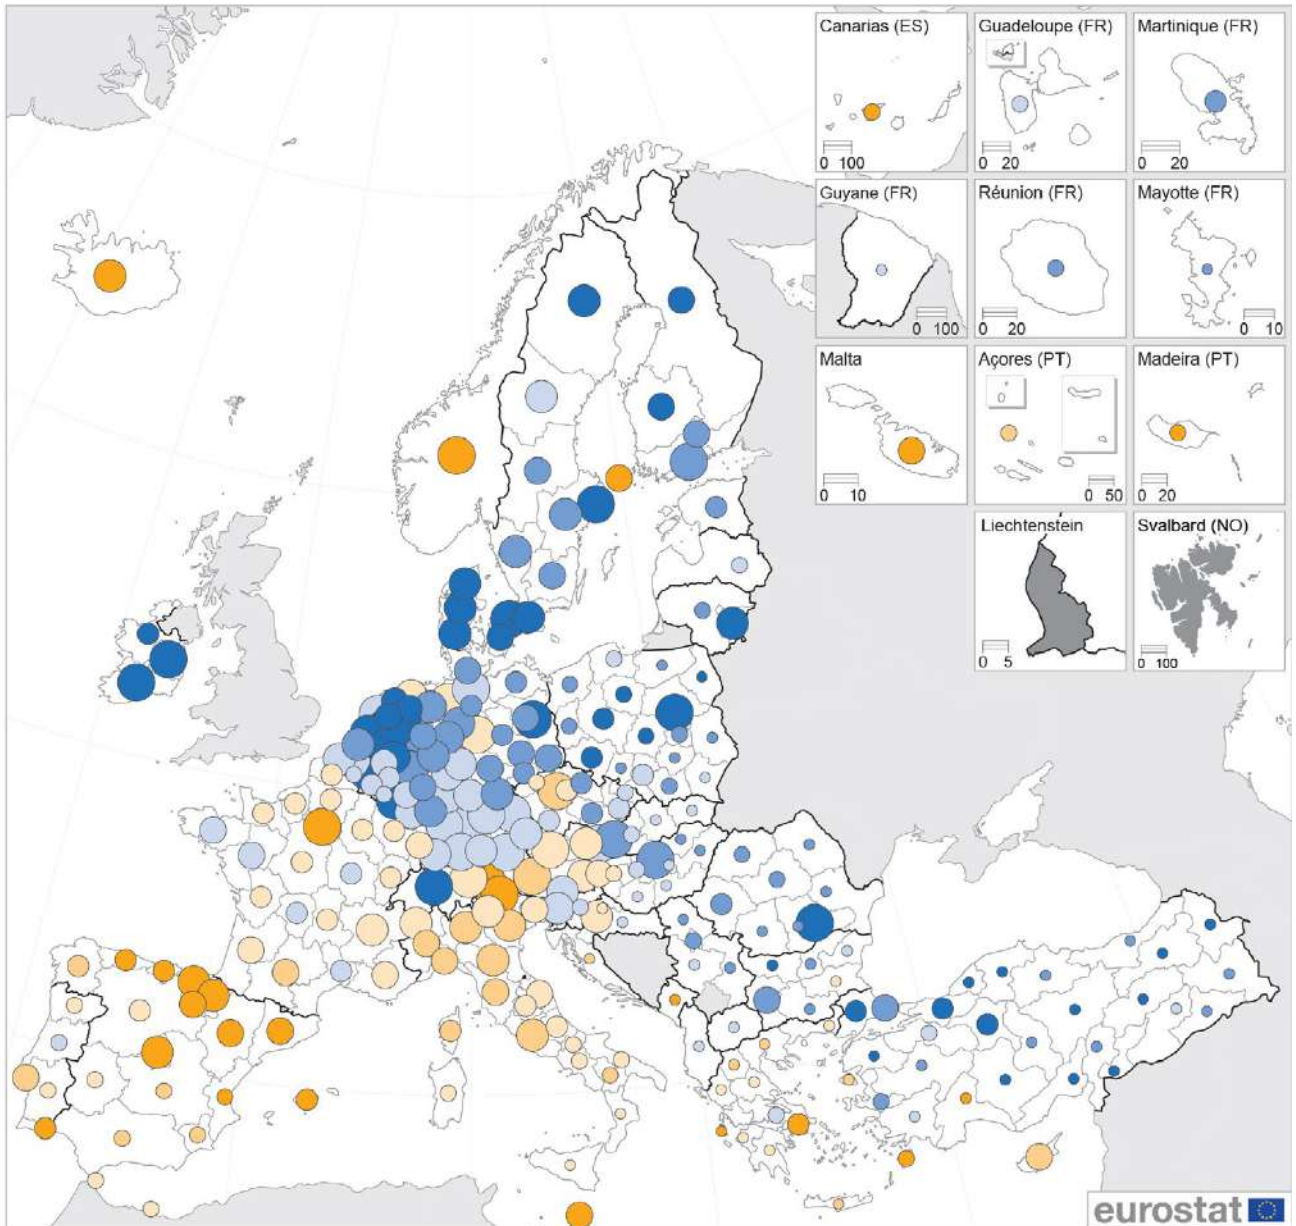 Canarias (ES)
0 100
Guadeloupe (FR)
0 20
Martinique (FR)
0 20
Guyane (FR)
0 100
Réunion (FR)
0 20
Mayotte (FR)
0 10
Malta
0 10
Açores (PT)
0 50
Madeira (PT)
0 20
Liechtenstein
0 5
Svalbard (NO)
0 100
eurostat